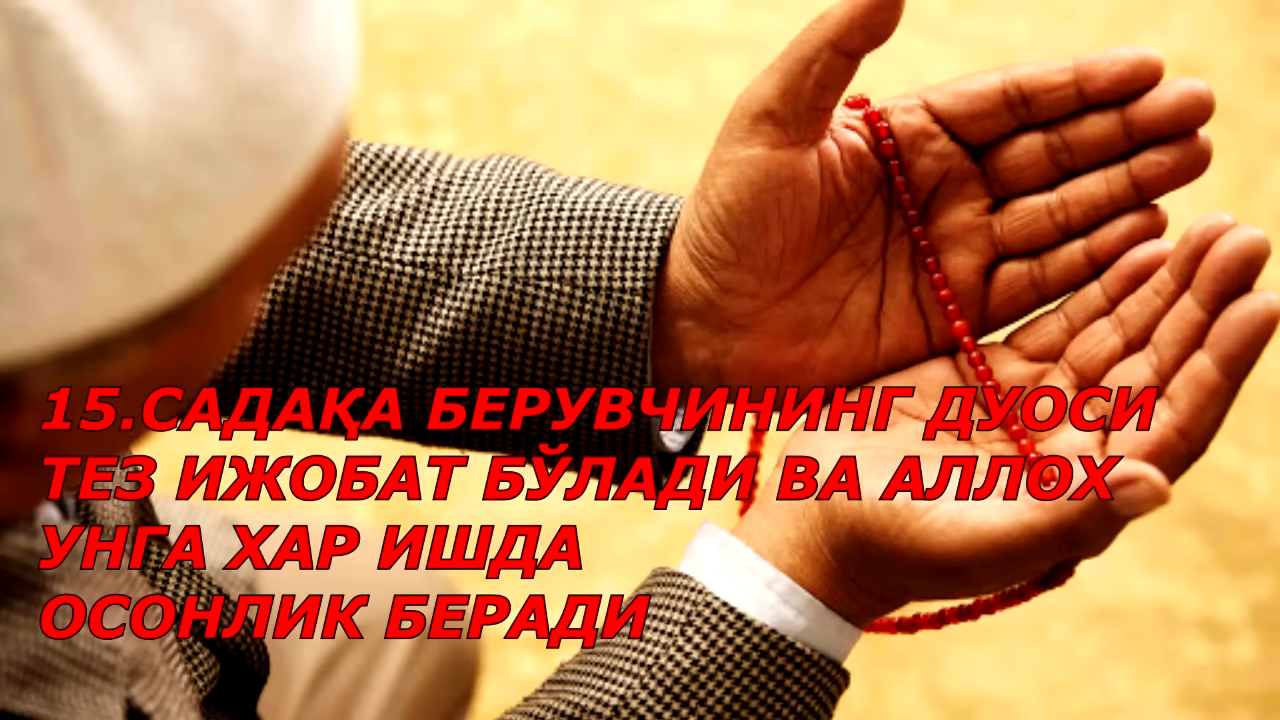 15.САДАҚА БЕРУВЧИНИНГ ДУОСИ
ТЕЗ ИЖОБАТ БЎЛАДИ ВА АЛЛОХ
УНГА ХАР ИШДА
ОСОНЛИК БЕРАДИ